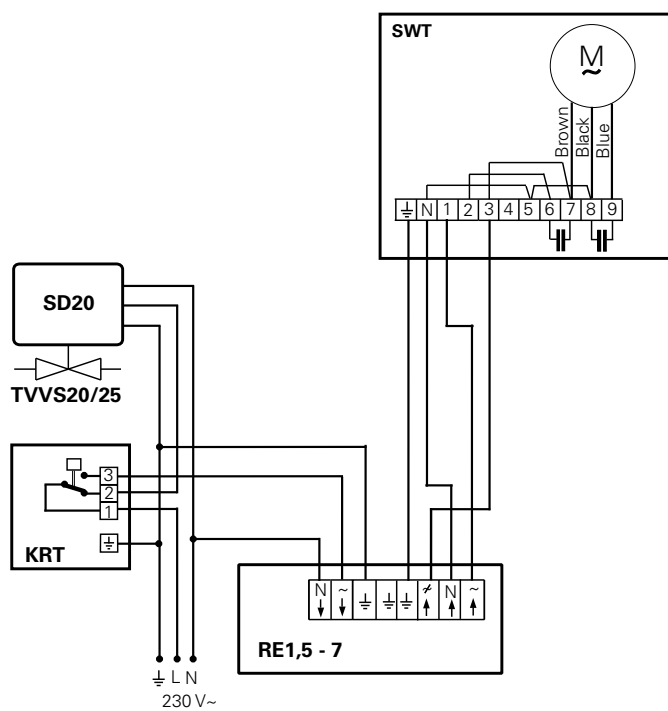 SWT
M
~
Brown
Black
Blue
N 1 2 3 4 5 6 7 8 9
SD20
TVVS20/25
3
2
1
KRT
N ~ N ~
RE1,5 - 7
L N
230 V~